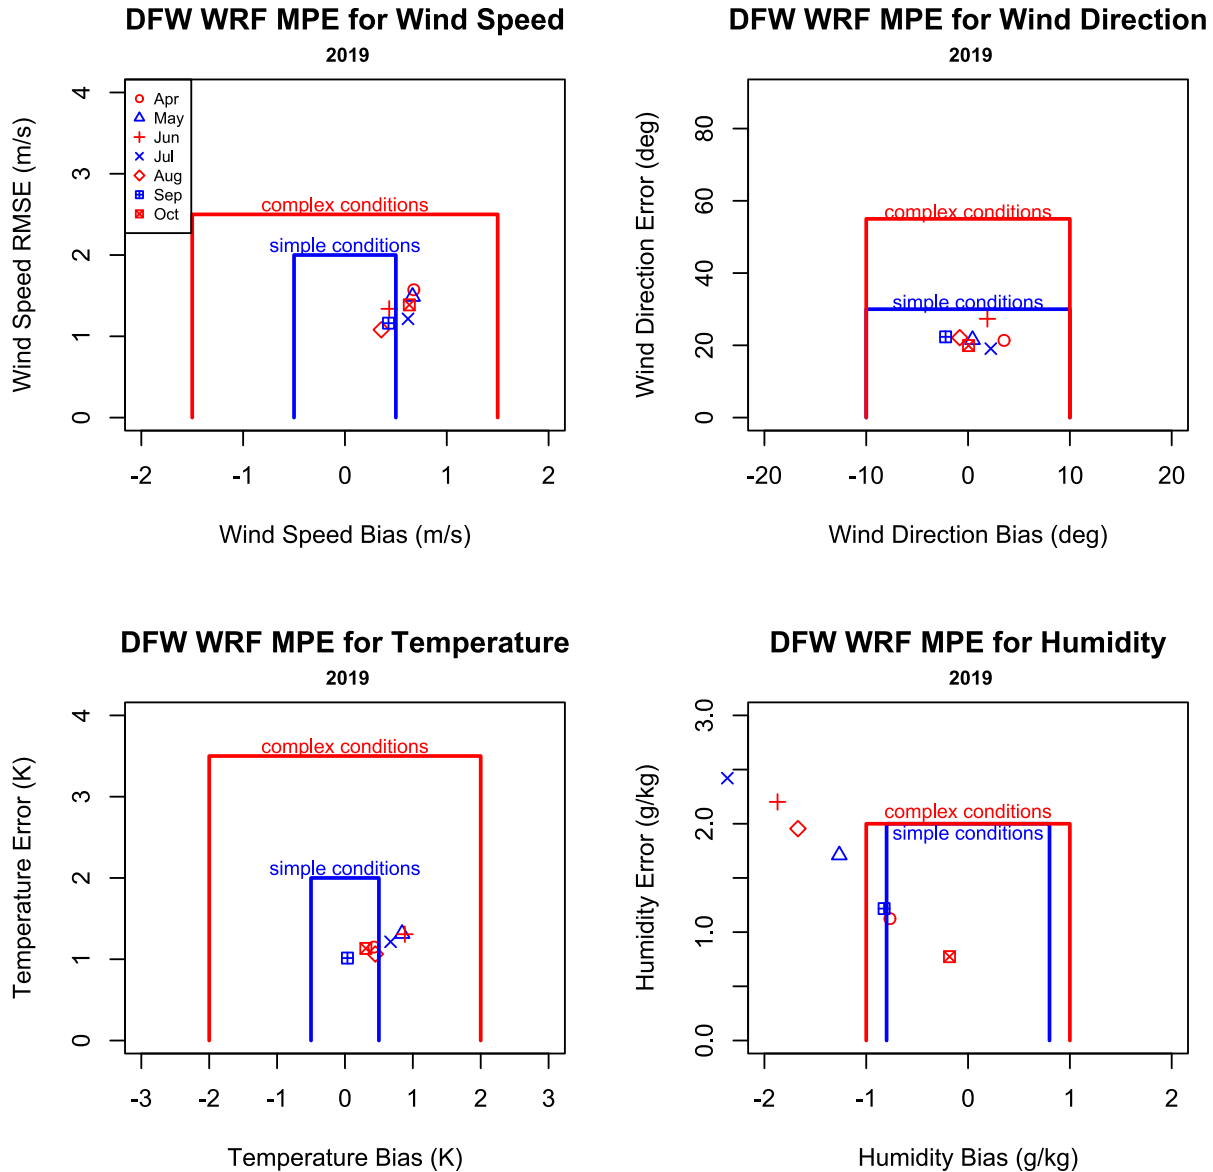 DFW WRF MPE for Wind Speed
2019
Wind Speed RMSE (m/s)
4
3
2
1
0
Apr
May
Jun
Jul
Aug
Sep
Oct
complex conditions
simple conditions
-2 -1 0 1 2
Wind Speed Bias (m/s)
DFW WRF MPE for Wind Direction
2019
Wind Direction Error (deg)
80
60
40
20
0
complex conditions
simple conditions
-20 -10 0 10 20
Wind Direction Bias (deg)
DFW WRF MPE for Temperature
2019
Temperature Error (K)
4
3
2
1
0
complex conditions
simple conditions
-3 -2 -1 0 1 2 3
Temperature Bias (K)
DFW WRF MPE for Humidity
2019
Humidity Error (g/kg)
3.0
2.0
1.0
0.0
complex conditions
simple conditions
-2 -1 0 1 2
Humidity Bias (g/kg)